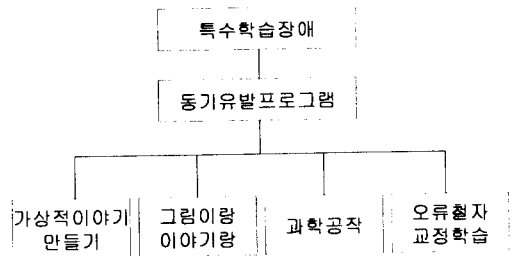 특수학습장애
동기유발프로그램
가상적이야기
만들기
그림이랑
이야기랑
과학공작
오류철자
교정학습